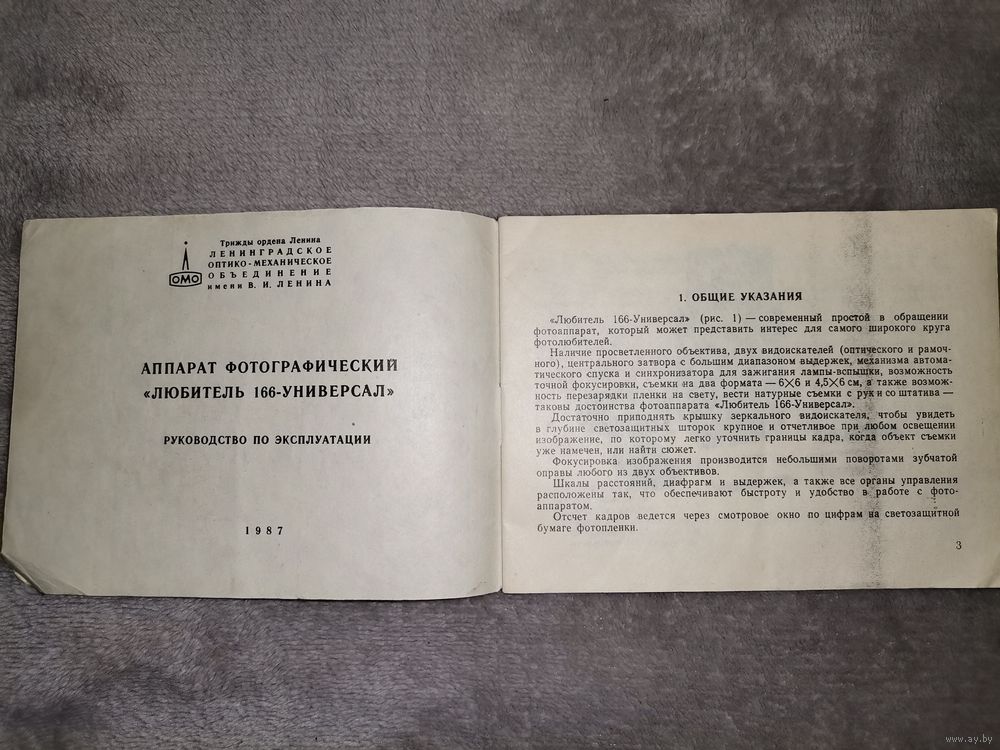 Трижды ордена Ленина
ЛЕНИНГРАДСКОЕ
ОПТИКО-МЕХАНИЧЕСКОЕ
ОБЪЕДИНЕНИЕ
имени В. И. ЛЕНИНА
ОМО
АППАРАТ ФОТОГРАФИЧЕСКИЙ
«ЛЮБИТЕЛЬ 166-УНИВЕРСАЛ»
РУКОВОДСТВО ПО ЭКСПЛУАТАЦИИ
1987
1. ОБЩИЕ УКАЗАНИЯ
«Любитель 166-Универсал» (рис. 1) — современный простой в обращении
фотоаппарат, который может представить интерес для самого широкого круга
фотолюбителей.
Наличие просветленного объектива, двух видоискателей (оптического и рамоч-
ного), центрального затвора с большим диапазоном выдержек, механизма автома-
тического спуска и синхронизатора для зажигания лампы-вспышки, возможность
точной фокусировки, съемки на два формата — 6×6 и 4,5×6 см, а также возмож-
ность перезарядки пленки на свету, вести натурные съемки с рук и со штатива —
таковы достоинства фотоаппарата «Любитель 166-Универсал».
Достаточно приподнять крышку зеркального видоискателя, чтобы увидеть
в глубине светозащитных шторок крупное и отчетливое при любом освещении
изображение, по которому легко уточнить границы кадра, когда объект съемки
уже намечен, или найти сюжет.
Фокусировка изображения производится небольшими поворотами зубчатой
оправы любого из двух объективов.
Шкалы расстояний, диафрагм и выдержек, а также все органы управления
расположены так, что обеспечивают быстроту и удобство в работе с фото-
аппаратом.
Отсчет кадров ведется через смотровое окно по цифрам на светозащитной
бумаге фотопленки.
3
www.ay.by